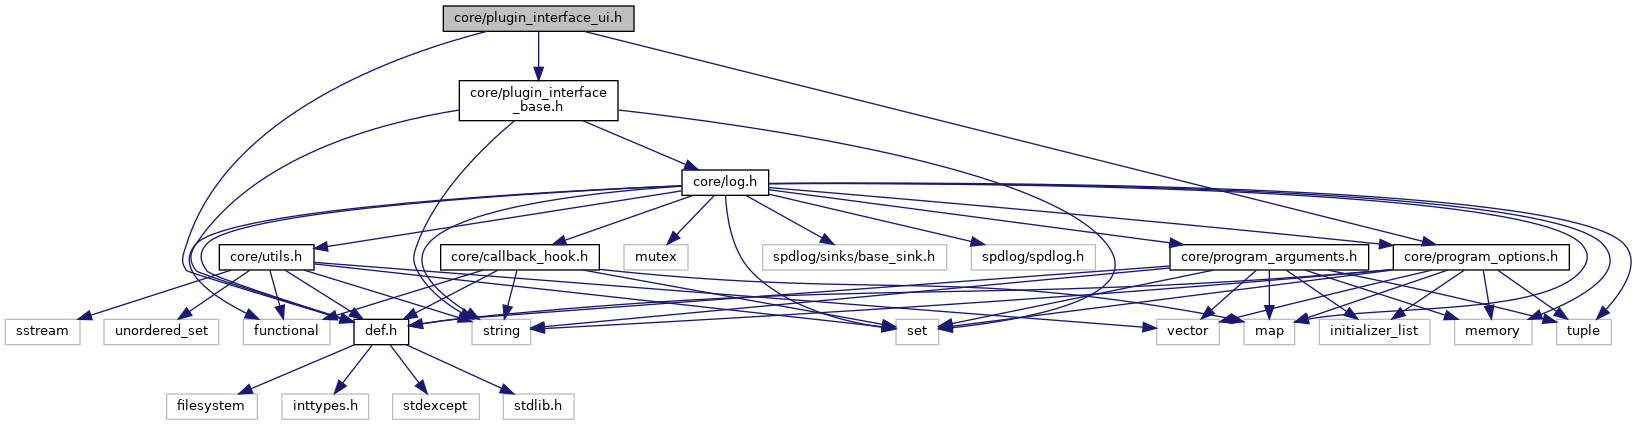 core/plugin_interface_ui.h
core/plugin_interface
_base.h
core/log.h
core/utils.h
core/callback_hook.h
mutex
spdlog/sinks/base_sink.h
spdlog/spdlog.h
core/program_arguments.h
core/program_options.h
sstream
unordered_set
functional
def.h
string
set
vector
map
initializer_list
memory
tuple
filesystem
inttypes.h
stdexcept
stdlib.h